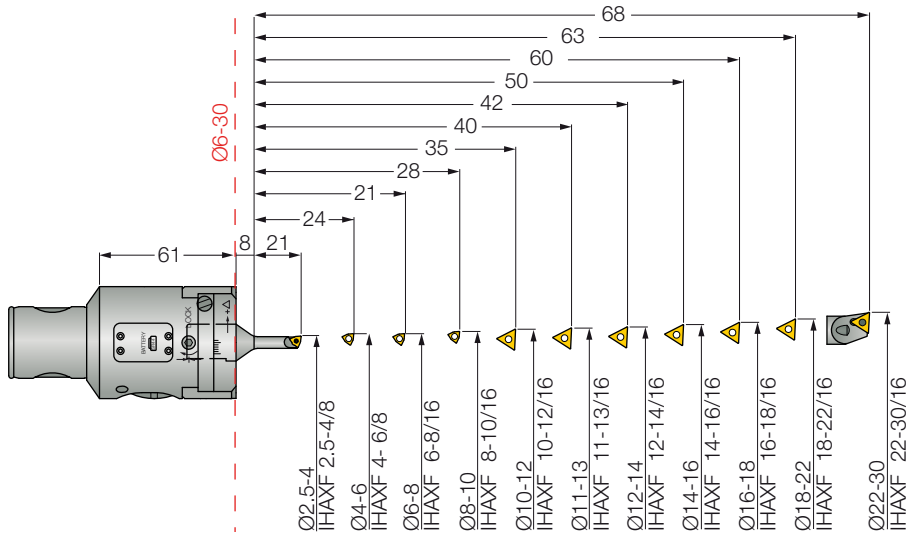 68
63
60
50
42
40
35
28
21
24
61
8
21
Ø6-30
LOCK
BATTERY
+
Ø2.5-4
IHAXF 2.5-4/8
Ø4-6
IHAXF 4- 6/8
Ø6-8
IHAXF 6-8/16
Ø8-10
IHAXF 8-10/16
Ø10-12
IHAXF 10-12/16
Ø11-13
IHAXF 11-13/16
Ø12-14
IHAXF 12-14/16
Ø14-16
IHAXF 14-16/16
Ø16-18
IHAXF 16-18/16
Ø18-22
IHAXF 18-22/16
Ø22-30
IHAXF 22-30/16